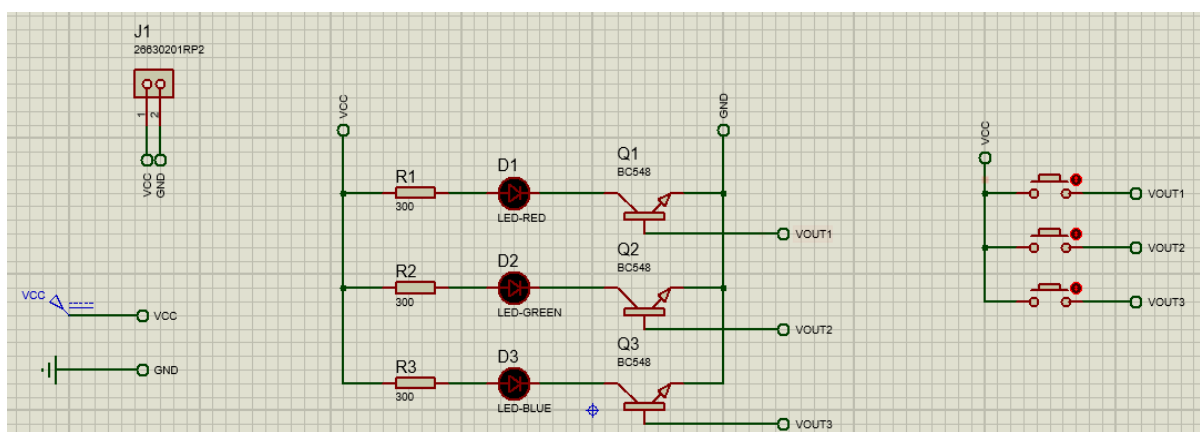 J1
26630201RP2
1
2
VCC
GND
VCC
VCC
GND
VCC
GND
R1
300
D1
LED-RED
Q1
BC548
VOUT1
R2
300
D2
LED-GREEN
Q2
BC548
VOUT2
R3
300
D3
LED-BLUE
Q3
BC548
VOUT3
VCC
VOUT1
VOUT2
VOUT3